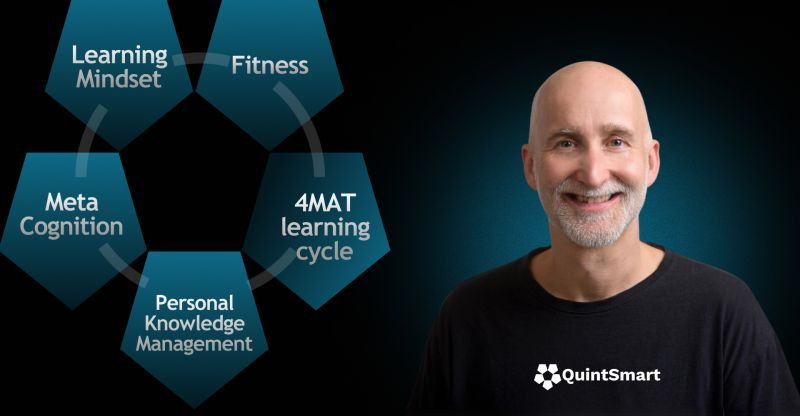 Learning
Mindset
Fitness
Meta
Cognition
4MAT
learning
cycle
Personal
Knowledge
Management
QuintSmart